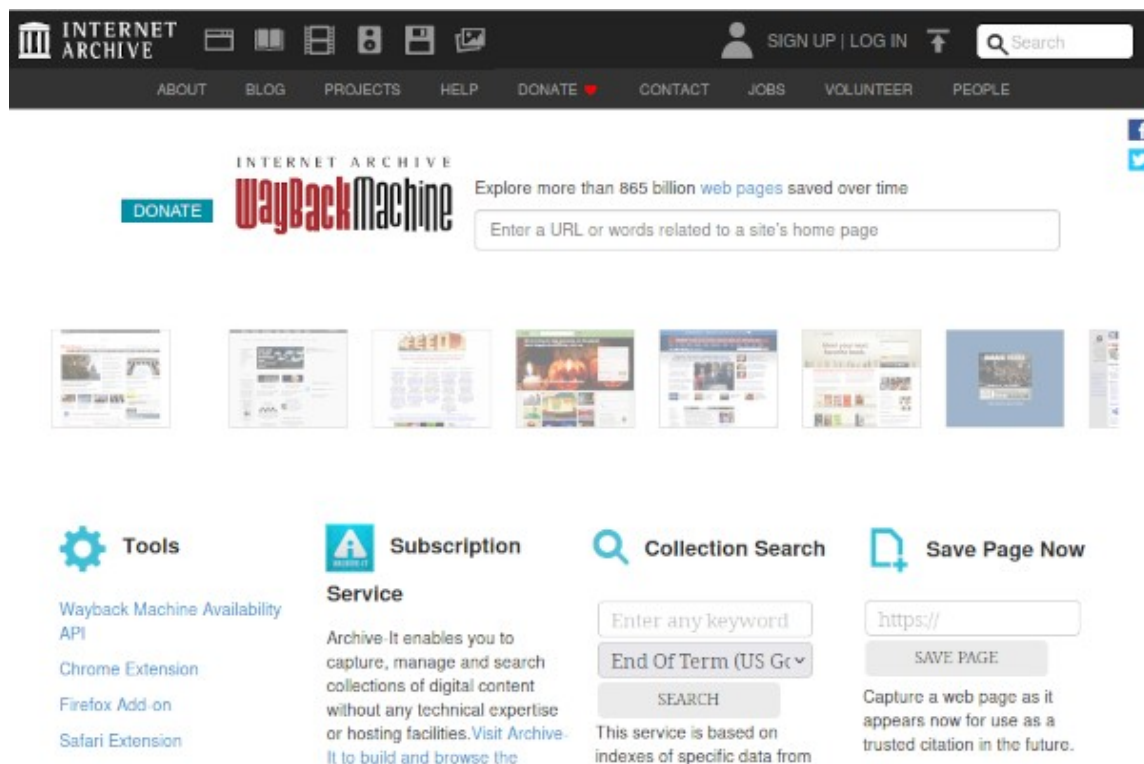 INTERNET
ARCHIVE
SIGN UP | LOG IN
Search
ABOUT BLOG PROJECTS HELP DONATE CONTACT JOBS VOLUNTEER PEOPLE
INTERNET ARCHIVE
WayBackMachine
DONATE
Explore more than 865 billion web pages saved over time
Enter a URL or words related to a site's home page
Tools
Wayback Machine Availability
API
Chrome Extension
Firefox Add-on
Safari Extension
Subscription
Service
Archive-It enables you to
capture, manage and search
collections of digital content
without any technical expertise
or hosting facilities.Visit Archive-
It to build and browse the
Collection Search
Enter any keyword
End Of Term (US Gc
SEARCH
This service is based on
indexes of specific data from
Save Page Now
https://
SAVE PAGE
Capture a web page as it
appears now for use as a
trusted citation in the future.